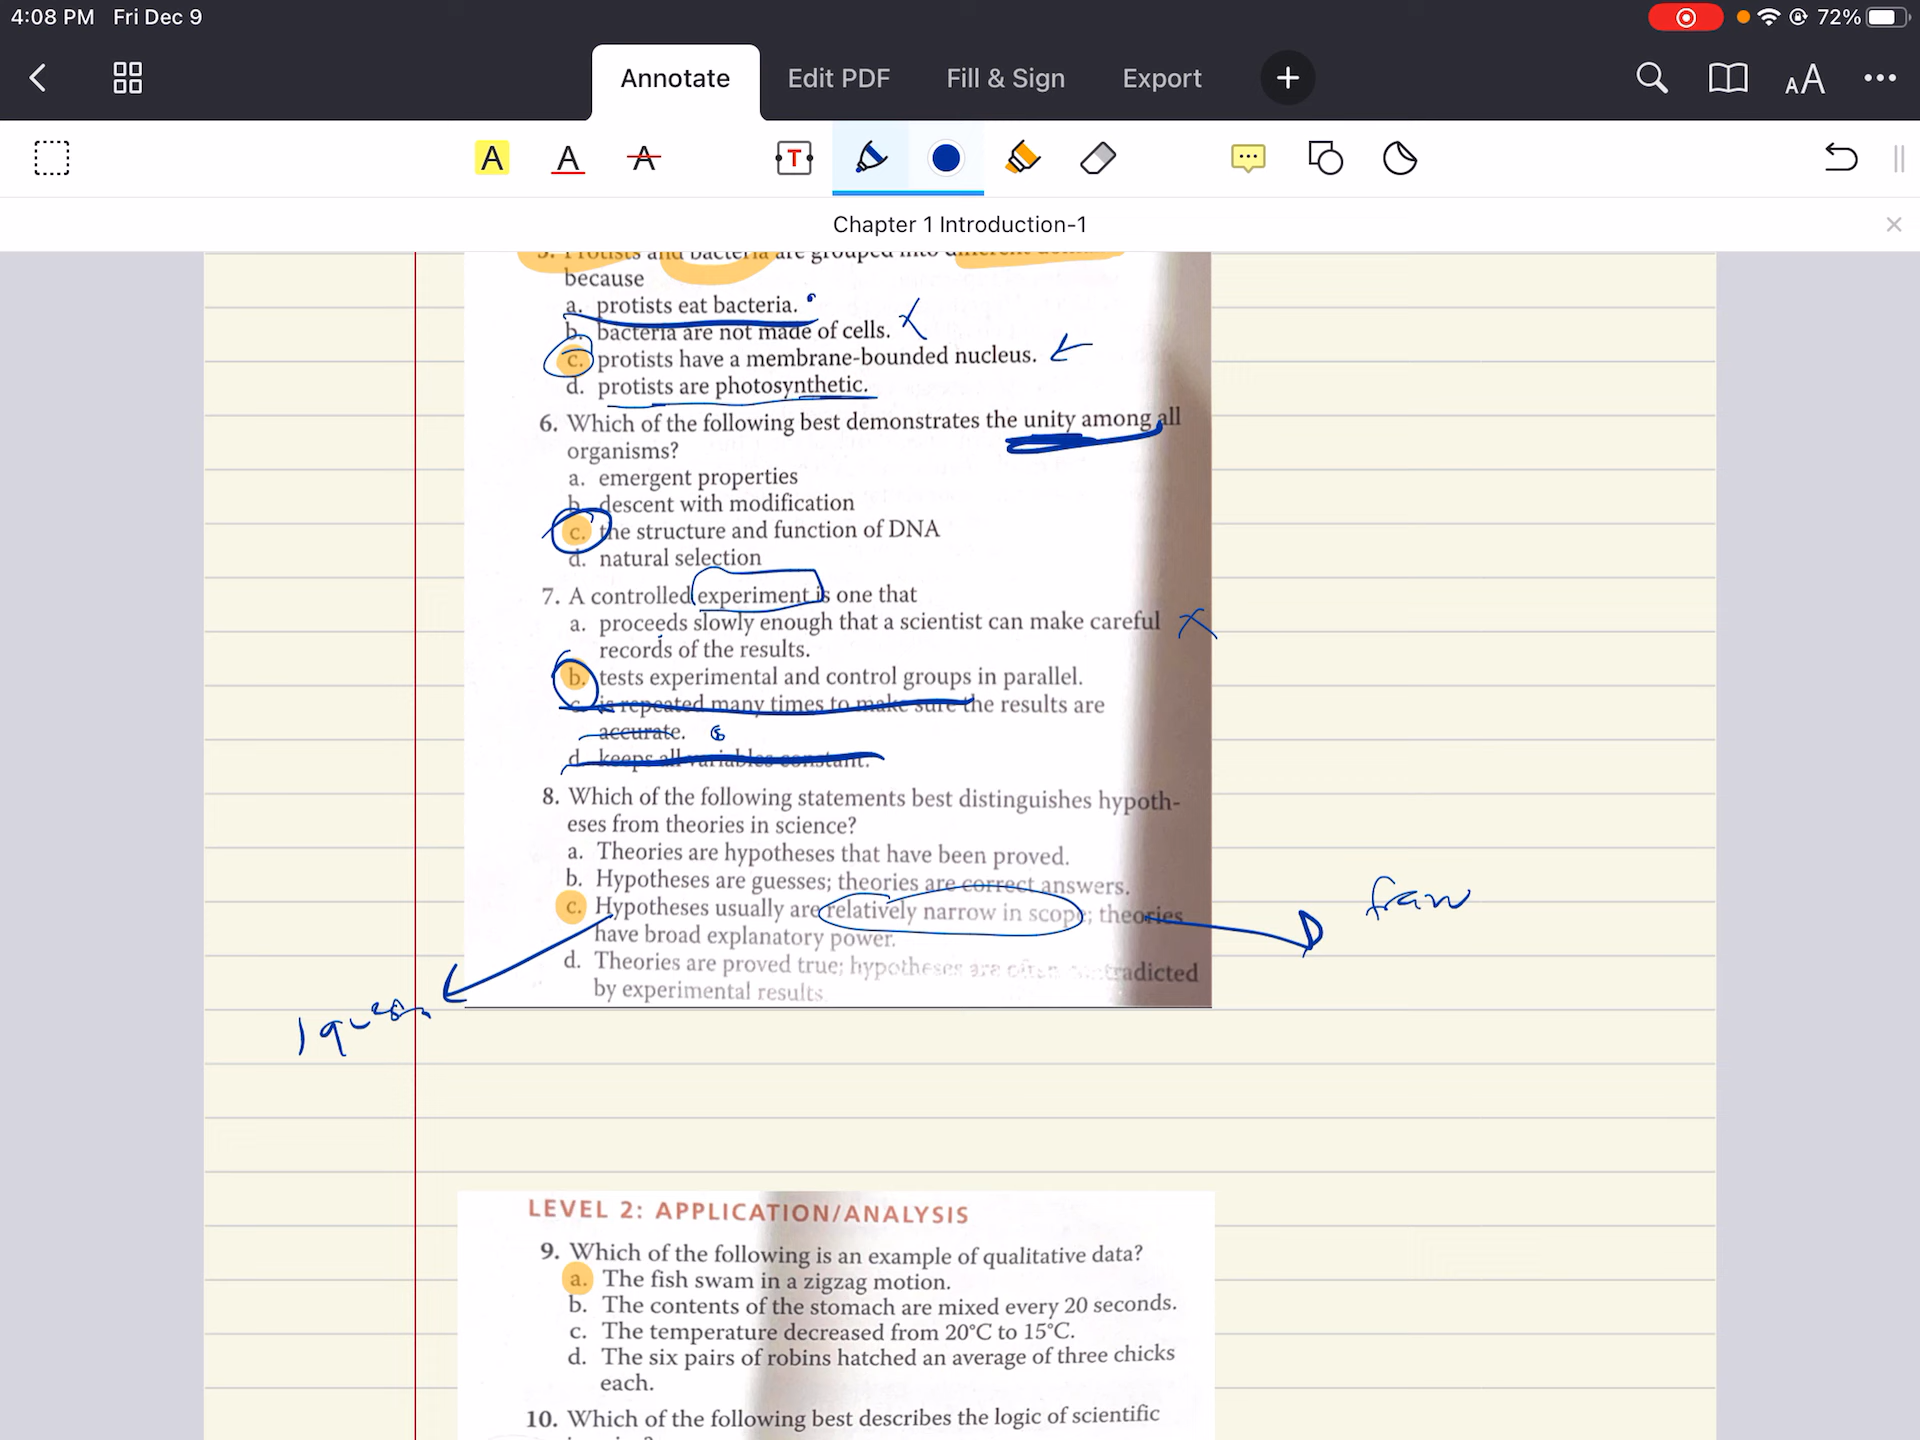 4:08 PM Fri Dec 9 72%
Annotate Edit PDF Fill & Sign Export
Chapter 1 Introduction-1
5. Protists and bacteria are grouped into different
because
a. protists eat bacteria.
b. bacteria are not made of cells.
c. protists have a membrane-bounded nucleus.
d. protists are photosynthetic.
6. Which of the following best demonstrates the unity among all
organisms?
a. emergent properties
b. descent with modification
c. the structure and function of DNA
d. natural selection
7. A controlled experiment is one that
a. proceeds slowly enough that a scientist can make careful
records of the results.
b. tests experimental and control groups in parallel.
c. is repeated many times to make sure the results are
accurate.
d. keeps all variables constant.
8. Which of the following statements best distinguishes hypoth-
eses from theories in science?
a. Theories are hypotheses that have been proved.
b. Hypotheses are guesses; theories are correct answers.
c. Hypotheses usually are relatively narrow in scope; theories
have broad explanatory power.
d. Theories are proved true; hypotheses are often contradicted
by experimental results
LEVEL 2: APPLICATION/ANALYSIS
9. Which of the following is an example of qualitative data?
a. The fish swam in a zigzag motion.
b. The contents of the stomach are mixed every 20 seconds.
c. The temperature decreased from 20°C to 15°C.
d. The six pairs of robins hatched an average of three chicks
each.
10. Which of the following best describes the logic of scientific